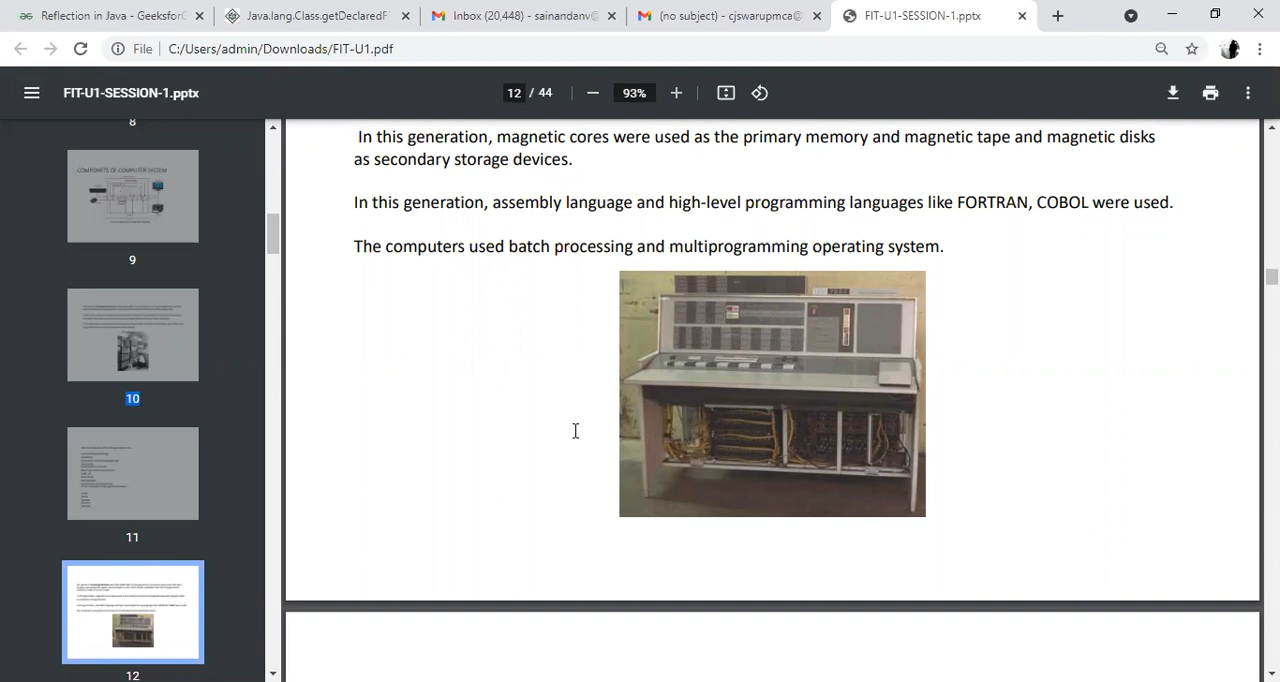 Reflection in Java - GeeksforG
Java.lang.Class.getDeclaredF
Inbox (20,448) - sainandanv@
(no subject) - cjswarupmca@
FIT-U1-SESSION-1.pptx
File
C:/Users/admin/Downloads/FIT-U1.pdf
FIT-U1-SESSION-1.pptx
12 / 44
93%
8
COMPONETS OF COMPUTER SYSTEM
9
10
11
12
In this generation, magnetic cores were used as the primary memory and magnetic tape and magnetic disks
as secondary storage devices.
In this generation, assembly language and high-level programming languages like FORTRAN, COBOL were used.
The computers used batch processing and multiprogramming operating system.